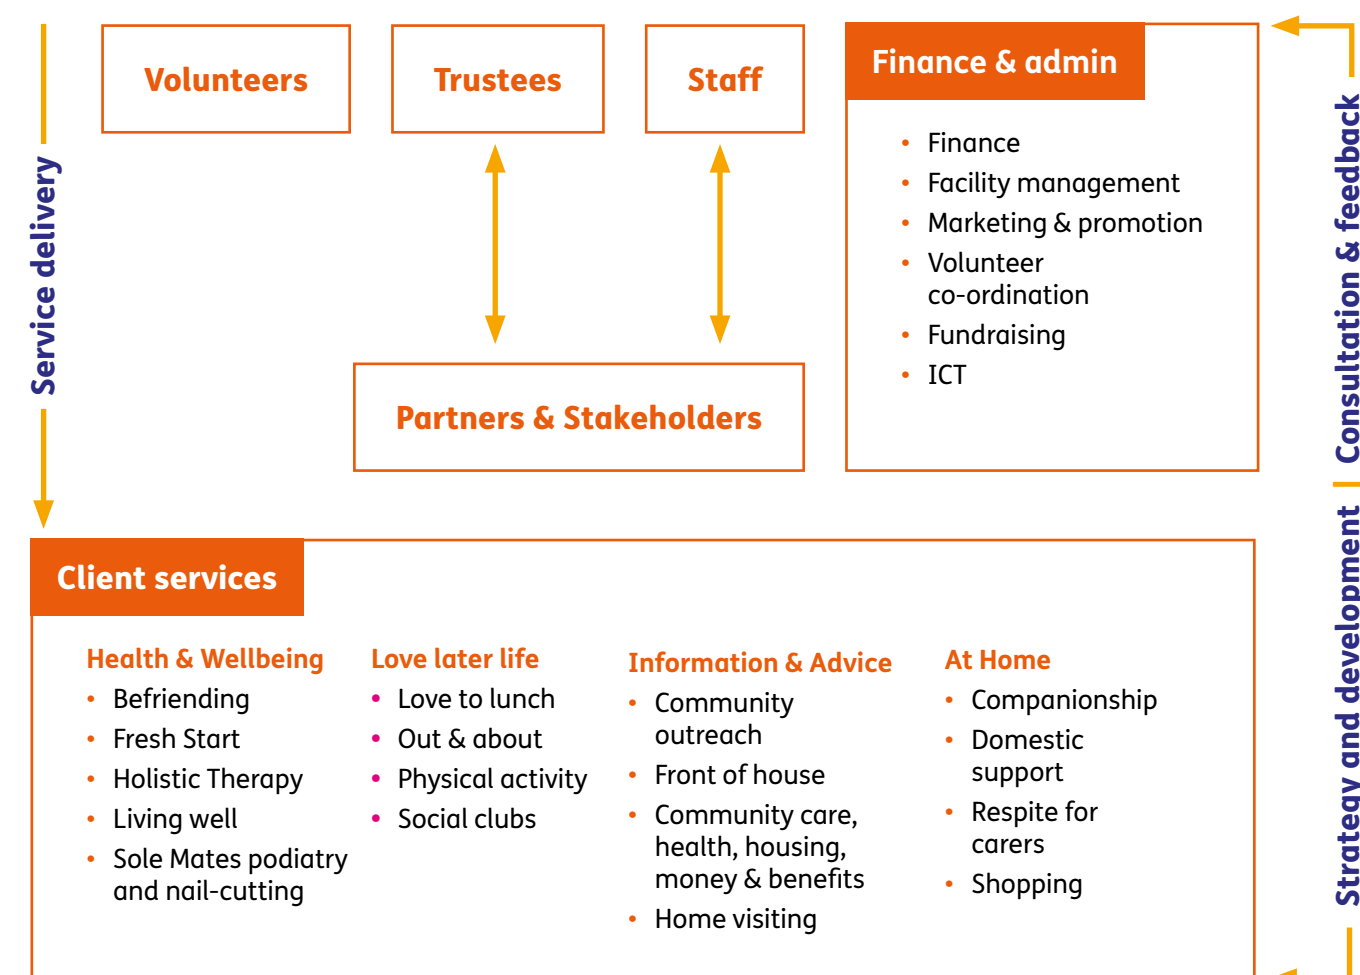 Service delivery
Volunteers
Trustees
Staff
Partners & Stakeholders
Finance & admin
• Finance
• Facility management
• Marketing & promotion
• Volunteer
co-ordination
• Fundraising
• ICT
Consultation & feedback
Strategy and development
Client services
Health & Wellbeing
• Befriending
• Fresh Start
• Holistic Therapy
• Living well
• Sole Mates podiatry
and nail-cutting
Love later life
• Love to lunch
• Out & about
• Physical activity
• Social clubs
Information & Advice
• Community
outreach
• Front of house
• Community care,
health, housing,
money & benefits
• Home visiting
At Home
• Companionship
• Domestic
support
• Respite for
carers
• Shopping